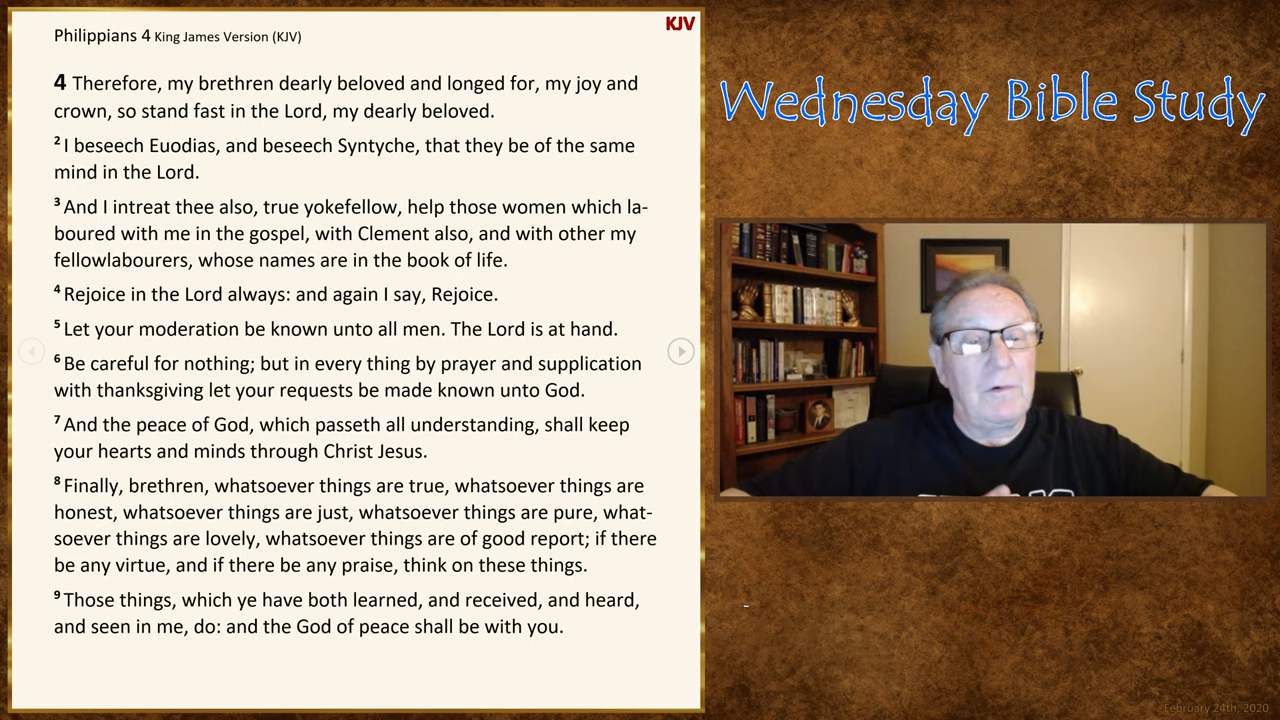 KJV
Philippians 4 King James Version (KJV)
4 Therefore, my brethren dearly beloved and longed for, my joy and
crown, so stand fast in the Lord, my dearly beloved.
2 I beseech Euodias, and beseech Syntyche, that they be of the same
mind in the Lord.
3 And I intreat thee also, true yokefellow, help those women which la-
boured with me in the gospel, with Clement also, and with other my
fellowlabourers, whose names are in the book of life.
4 Rejoice in the Lord always: and again I say, Rejoice.
5 Let your moderation be known unto all men. The Lord is at hand.
6 Be careful for nothing; but in every thing by prayer and supplication
with thanksgiving let your requests be made known unto God.
7 And the peace of God, which passeth all understanding, shall keep
your hearts and minds through Christ Jesus.
8 Finally, brethren, whatsoever things are true, whatsoever things are
honest, whatsoever things are just, whatsoever things are pure, what-
soever things are lovely, whatsoever things are of good report; if there
be any virtue, and if there be any praise, think on these things.
9 Those things, which ye have both learned, and received, and heard,
and seen in me, do: and the God of peace shall be with you.
Wednesday Bible Study
February 24th, 2020